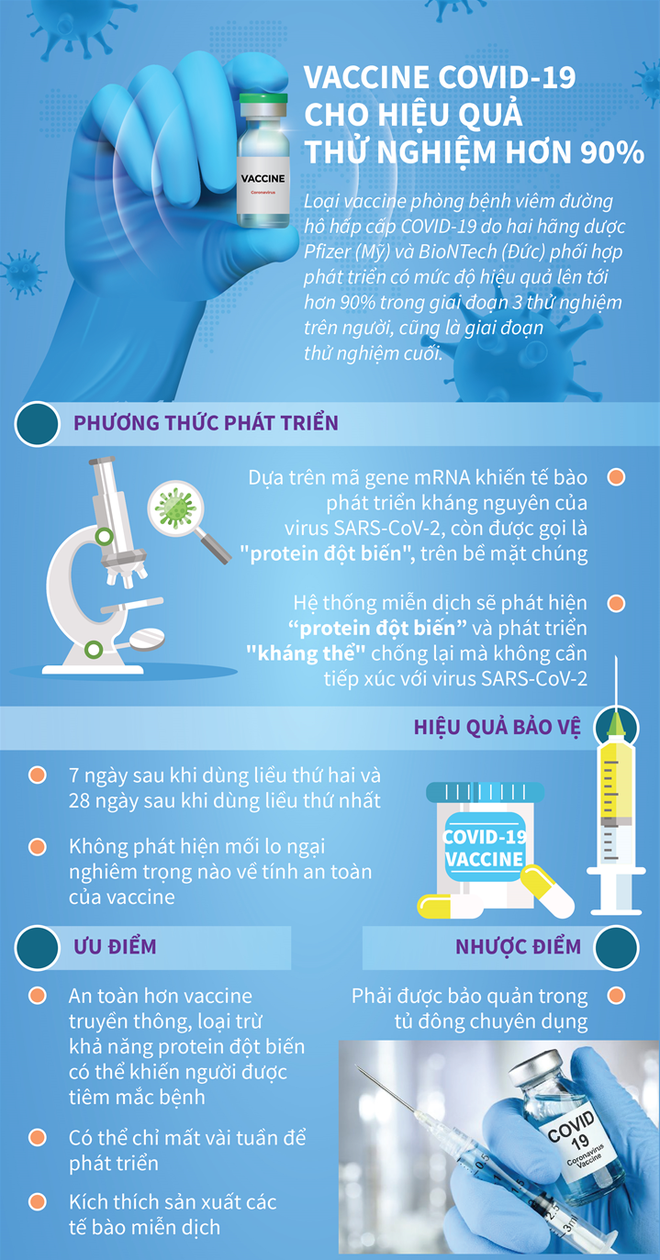 VACCINE COVID-19
CHO HIỆU QUẢ
THỬ NGHIỆM HƠN 90%
VACCINE
Coronavirus
Loại vaccine phòng bệnh viêm đường
hô hấp cấp COVID-19 do hai hãng dược
Pfizer (Mỹ) và BioNTech (Đức) phối hợp
phát triển có mức độ hiệu quả lên tới
hơn 90% trong giai đoạn 3 thử nghiệm
trên người, cũng là giai đoạn
thử nghiệm cuối.
PHƯƠNG THỨC PHÁT TRIỂN
Dựa trên mã gene mRNA khiến tế bào
phát triển kháng nguyên của
virus SARS-CoV-2, còn được gọi là
"protein đột biến", trên bề mặt chúng
Hệ thống miễn dịch sẽ phát hiện
“protein đột biến” và phát triển
"kháng thể" chống lại mà không cần
tiếp xúc với virus SARS-CoV-2
HIỆU QUẢ BẢO VỆ
7 ngày sau khi dùng liều thứ hai và
28 ngày sau khi dùng liều thứ nhất
Không phát hiện mối lo ngại
nghiêm trọng nào về tính an toàn
của vaccine
COVID-19
VACCINE
ƯU ĐIỂM
An toàn hơn vaccine
truyền thông, loại trừ
khả năng protein đột biến
có thể khiến người được
tiêm mắc bệnh
Có thể chỉ mất vài tuần để
phát triển
Kích thích sản xuất các
tế bào miễn dịch
NHƯỢC ĐIỂM
Phải được bảo quản trong
tủ đông chuyên dụng
COVID
19
Coronavirus
Vaccine
0.5
1
2
2.5
3ml